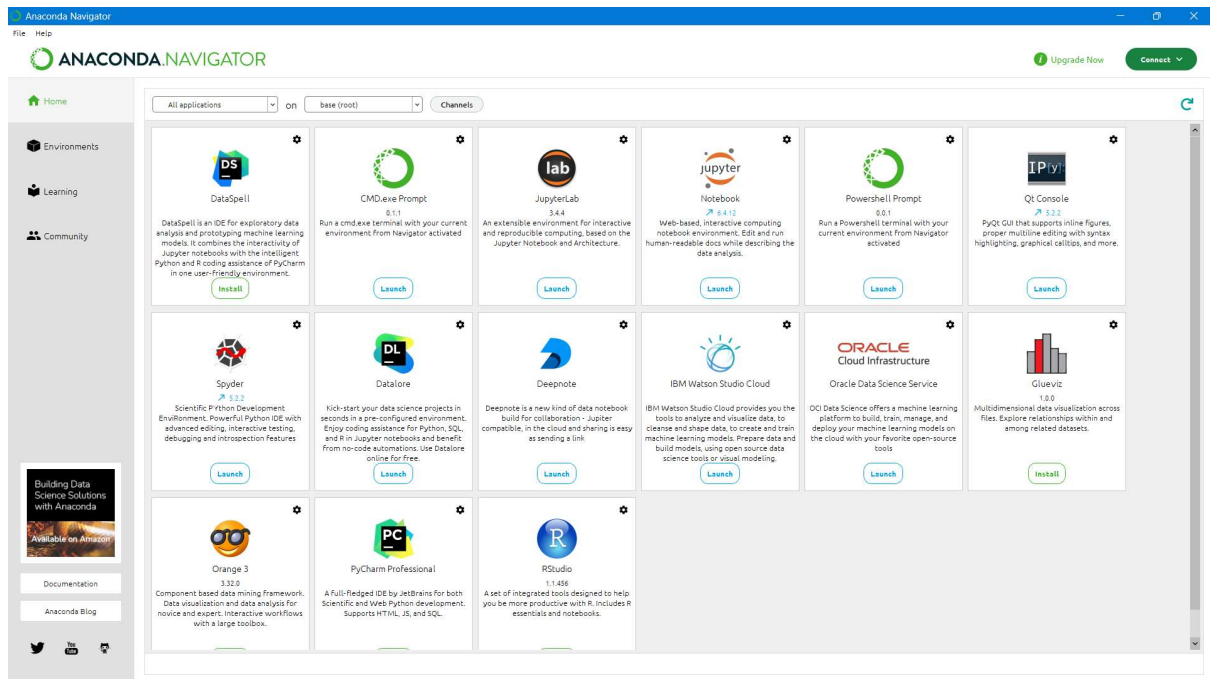 Anaconda Navigator
File Help
ANACONDA.NAVIGATOR
Upgrade Now
Connect
Home
Environments
Learning
Community
Building Data
Science Solutions
with Anaconda
Available on Amazon
Documentation
Anaconda Blog
You
Tube
All applications on base (root) Channels
DS
DataSpell
DataSpell is an IDE for exploratory data
analysis and prototyping machine learning
models. It combines the interactivity of
Jupyter notebooks with the intelligent
Python and R coding assistance of PyCharm
in one user-friendly environment.
Install
CMD.exe Prompt
0.1.1
Run a cmd.exe terminal with your current
environment from Navigator activated
Launch
lab
JupyterLab
3.4.4
An extensible environment for interactive
and reproducible computing, based on the
Jupyter Notebook and Architecture.
Launch
jupyter
Notebook
6.4.12
Web-based, interactive computing
notebook environment. Edit and run
human-readable docs while describing the
data analysis.
Launch
Powershell Prompt
0.0.1
Run a Powershell terminal with your
current environment from Navigator
activated
Launch
IP[y]:
Qt Console
5.2.2
PyQt GUI that supports inline figures,
proper multiline editing with syntax
highlighting, graphical calltips, and more.
Launch
Spyder
5.2.2
Scientific PYthon Development
EnviRonment. Powerful Python IDE with
advanced editing, interactive testing,
debugging and introspection features
Launch
DL
Datalore
Kick-start your data science projects in
seconds in a pre-configured environment.
Enjoy coding assistance for Python, SQL,
and R in Jupyter notebooks and benefit
from no-code automations. Use Datalore
online for free.
Launch
Deepnote
Deepnote is a new kind of data notebook
build for collaboration - Jupiter
compatible, in the cloud and sharing is easy
as sending a link
Launch
IBM Watson Studio Cloud
IBM Watson Studio Cloud provides you the
tools to analyze and visualize data, to
cleanse and shape data, to create and train
machine learning models. Prepare data and
build models, using open source data
science tools or visual modeling.
Launch
ORACLE
Cloud Infrastructure
Oracle Data Science Service
OCI Data Science offers a machine learning
platform to build, train, manage, and
deploy your machine learning models on
the cloud with your favorite open-source
tools
Launch
Glueviz
1.0.0
Multidimensional data visualization across
files. Explore relationships within and
among related datasets.
Install
Orange 3
3.32.0
Component based data mining framework.
Data visualization and data analysis for
novice and expert. Interactive workflows
with a large toolbox.
PC
PyCharm Professional
A full-fledged IDE by JetBrains for both
Scientific and Web Python development.
Supports HTML, JS, and SQL.
R
RStudio
1.1.456
A set of integrated tools designed to help
you be more productive with R. Includes R
essentials and notebooks.